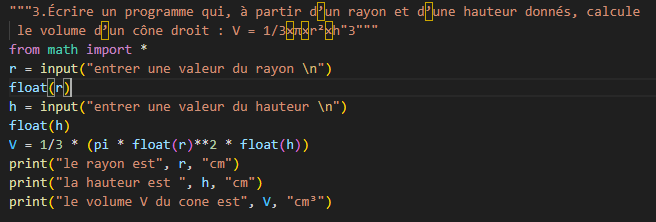 """3.Écrire un programme qui, à partir d’un rayon et d’une hauteur donnés, calcule
le volume d’un cône droit : V = 1/3×π×r²×h"3"""
from math import *
r = input("entrer une valeur du rayon \n")
float(r)
h = input("entrer une valeur du hauteur \n")
float(h)
V = 1/3 * (pi * float(r)**2 * float(h))
print("le rayon est", r, "cm")
print("la hauteur est ", h, "cm")
print("le volume V du cone est", V, "cm³")